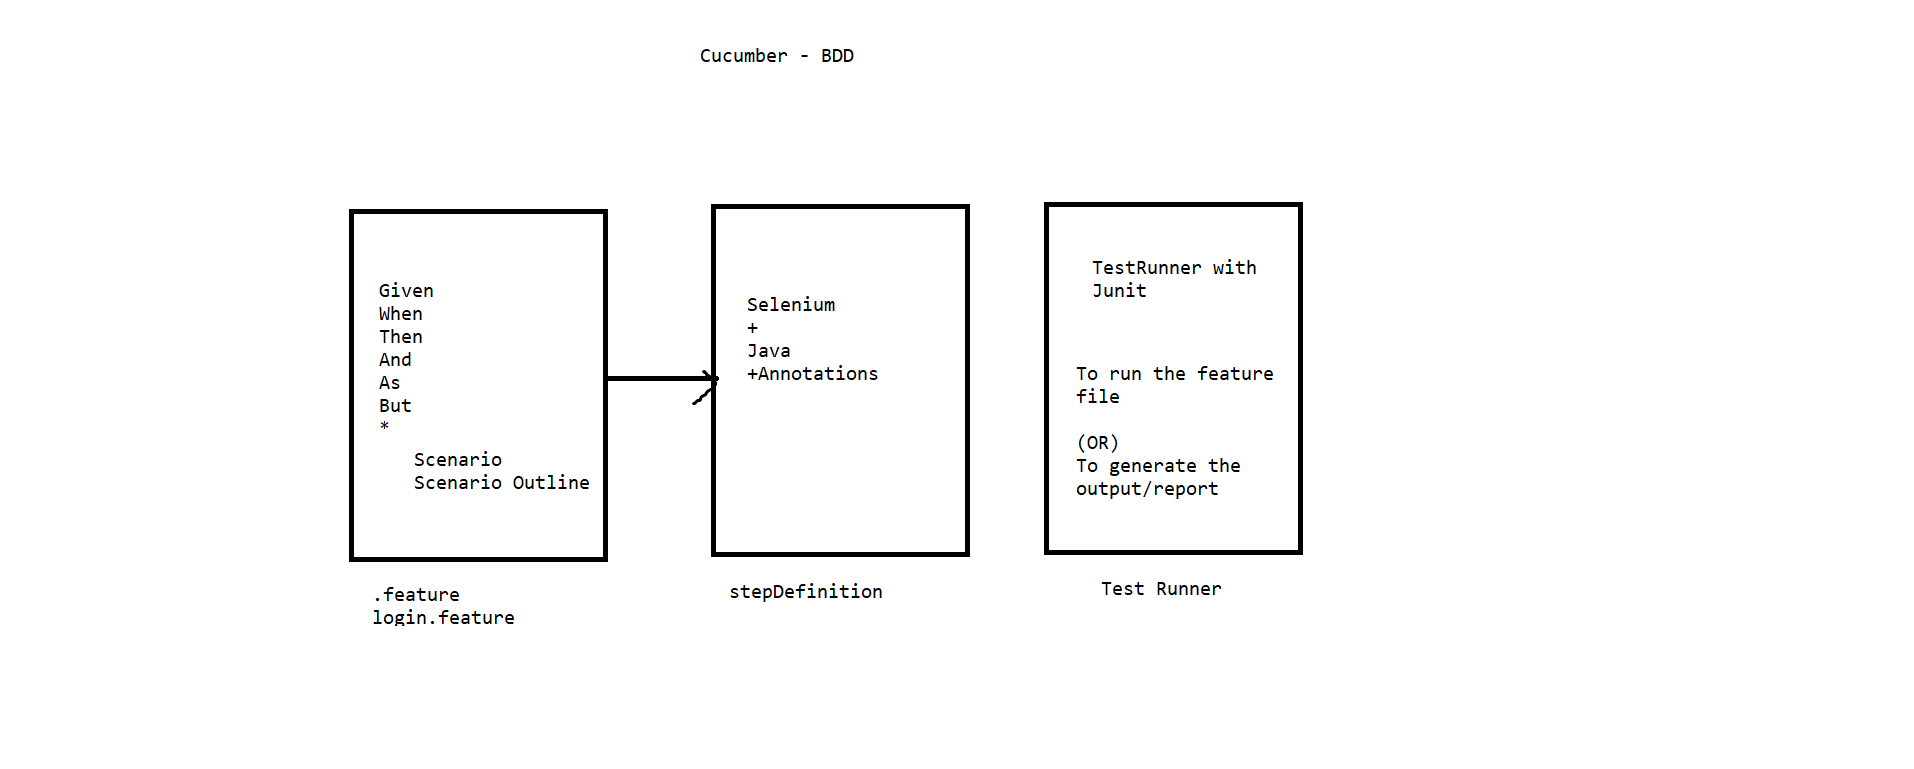 Cucumber - BDD
Given
When
Then
And
As
But
*
Scenario
Scenario Outline
.feature
login.feature
Selenium
+
Java
+Annotations
stepDefinition
TestRunner with
Junit
To run the feature
file
(OR)
To generate the
output/report
Test Runner